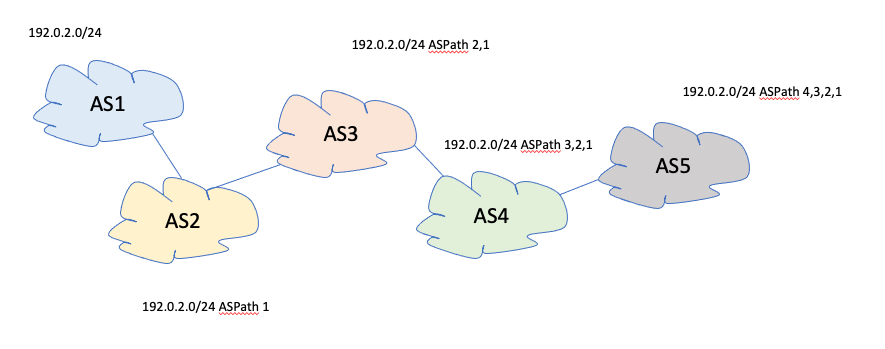 192.0.2.0/24
192.0.2.0/24 ASPath 2,1
192.0.2.0/24 ASPath 4,3,2,1
AS1
AS3
192.0.2.0/24 ASPath 3,2,1
AS5
AS2
AS4
192.0.2.0/24 ASPath 1